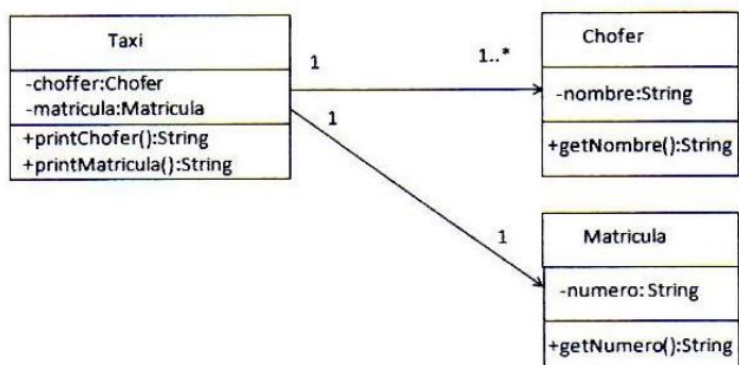 Taxi
-choffer:Chofer
-matricula:Matricula
+printChofer():String
+printMatricula():String
1
1..*
Chofer
-nombre:String
+getNombre():String
1
1
Matricula
-numero:String
+getNumero():String